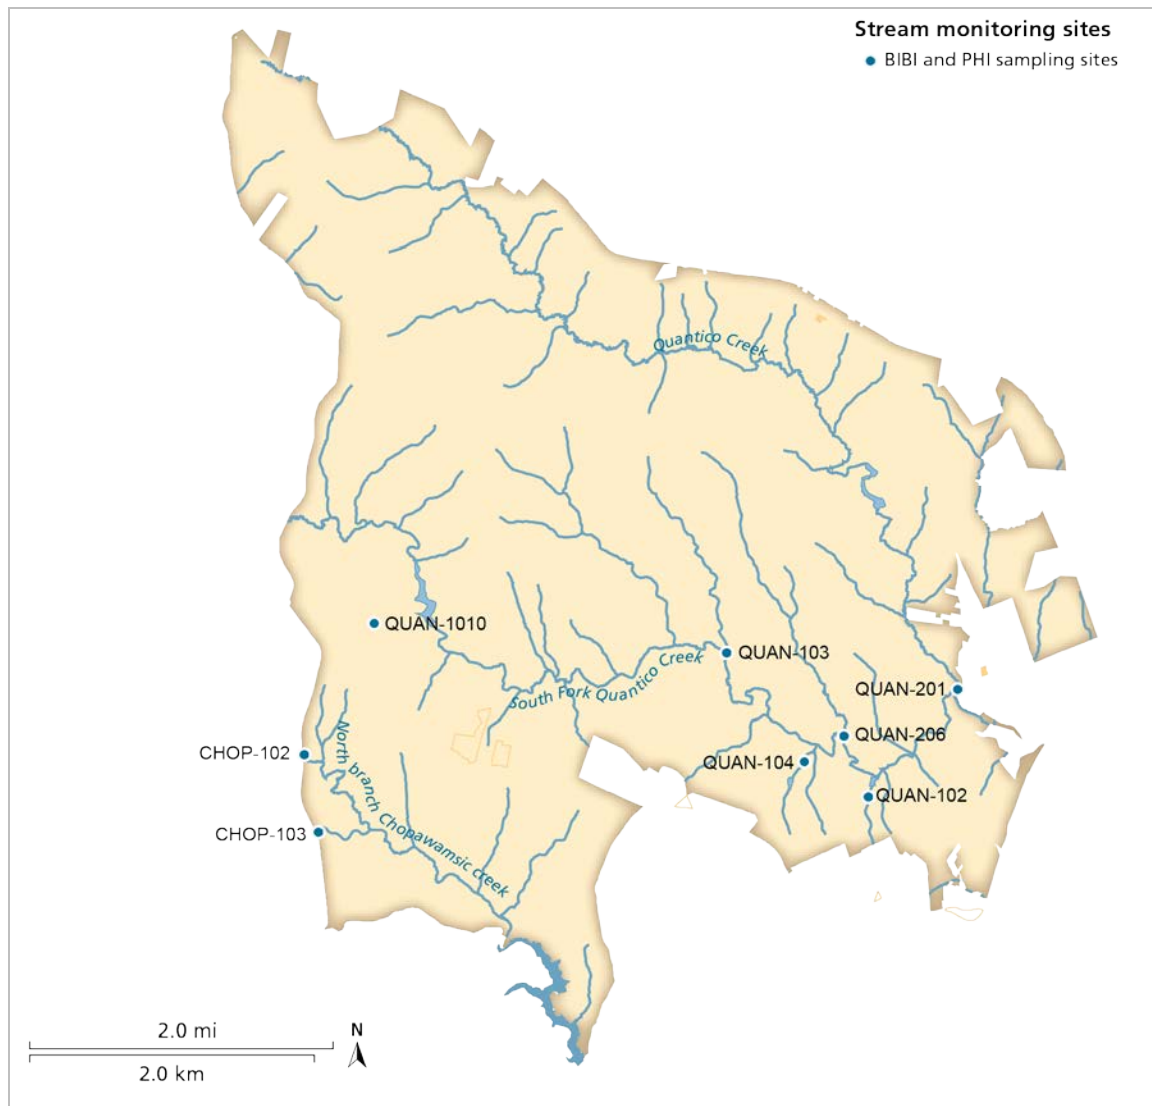 Stream monitoring sites
BIBI and PHI sampling sites
Quantico Creek
QUAN-1010
QUAN-103
South Fork Quantico Creek
QUAN-201
QUAN-206
CHOP-102
North branch Chopawamsic creek
QUAN-104
QUAN-102
CHOP-103
2.0 mi
N
2.0 km